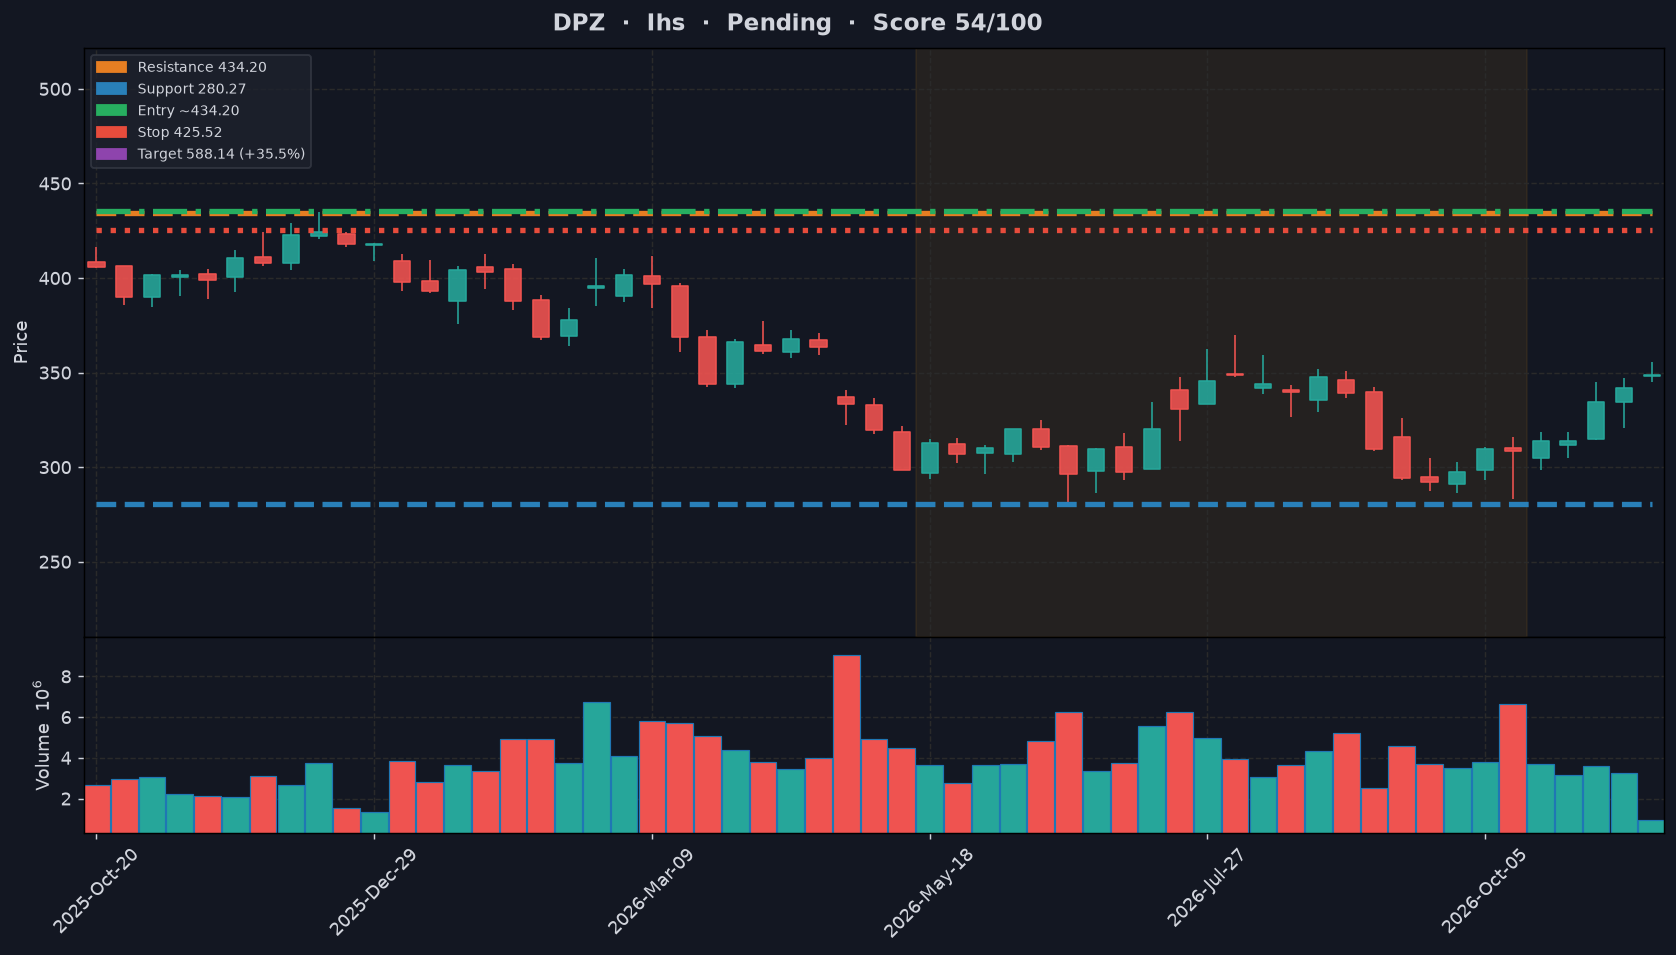 DPZ · Ihs · Pending · Score 54/100
Resistance 434.20
Support 280.27
Entry ~434.20
Stop 425.52
Target 588.14 (+35.5%)
500
450
400
350
300
250
Price
8
6
4
2
Volume 10⁶
2025-Oct-20
2025-Dec-29
2026-Mar-09
2026-May-18
2026-Jul-27
2026-Oct-05